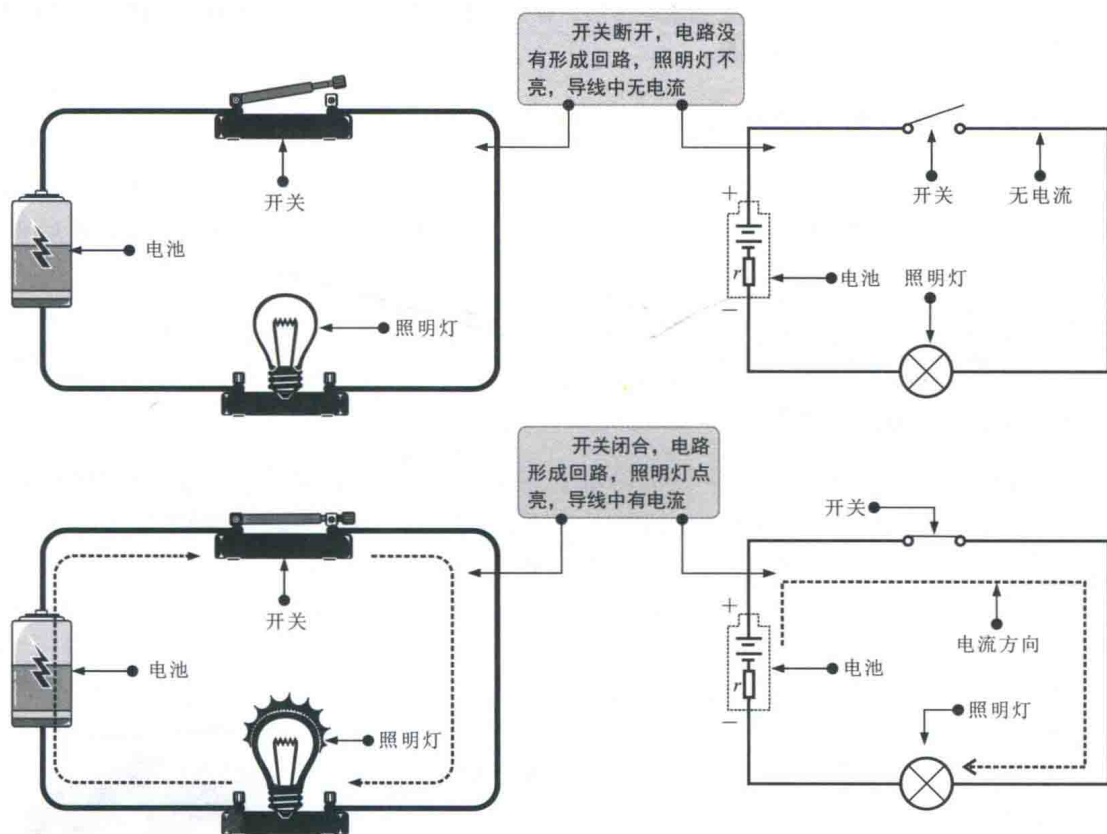 开关断开，电路没
有形成回路，照明灯不
亮，导线中无电流
开关
电池
照明灯
开关
无电流
+
r
电池
照明灯
−
开关闭合，电路
形成回路，照明灯点
亮，导线中有电流
开关
电池
照明灯
开关
+
电流方向
r
电池
−
照明灯